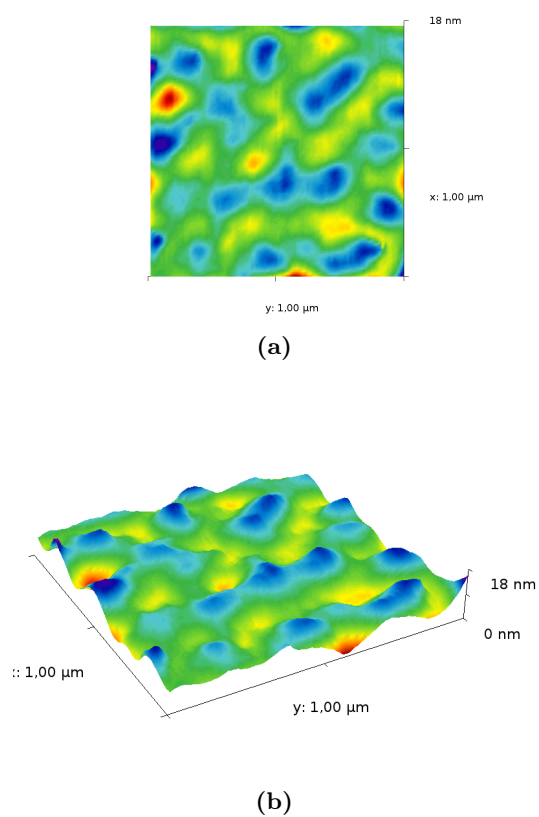 18 nm
x: 1,00 µm
y: 1,00 µm
(a)
18 nm
0 nm
:: 1,00 µm
y: 1,00 µm
(b)